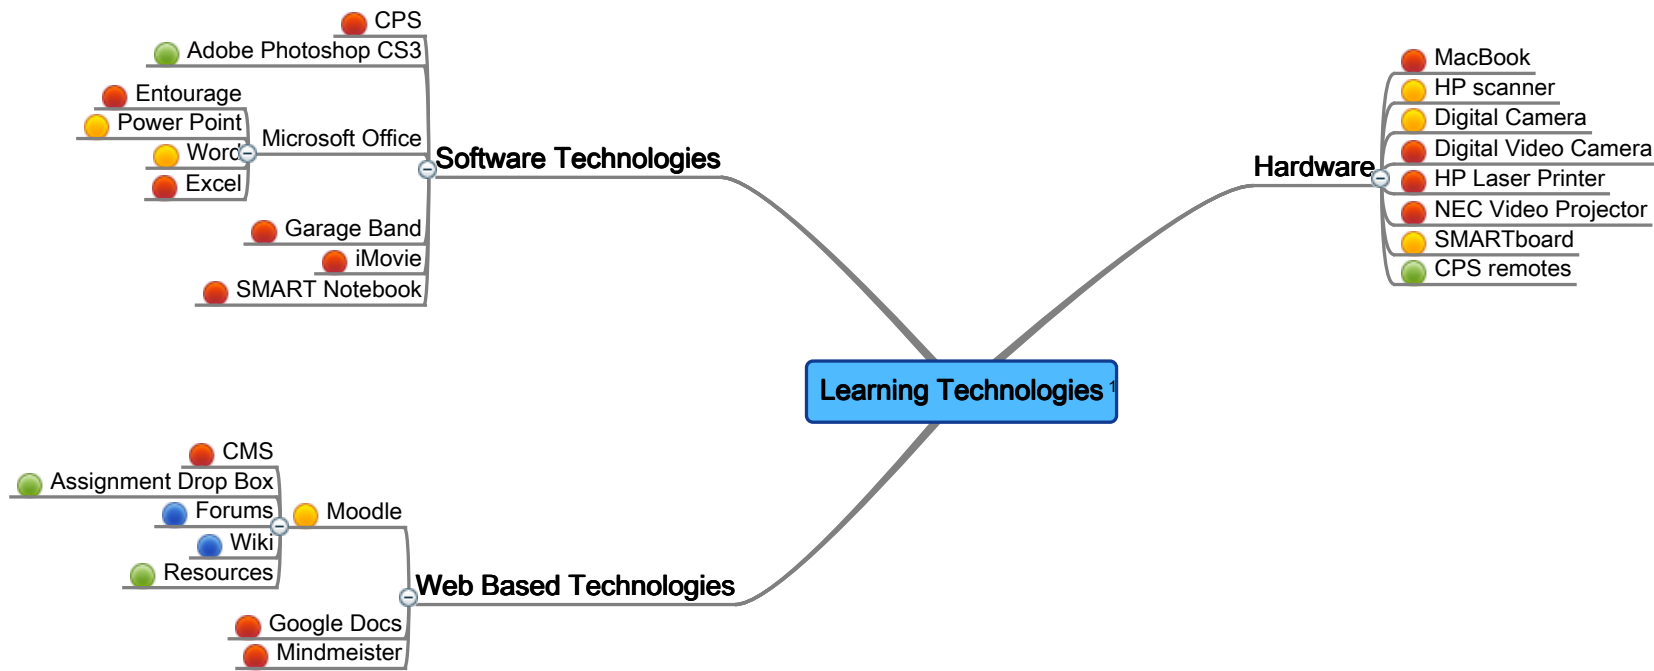 CPS
Adobe Photoshop CS3
Entourage
Power Point
Microsoft Office
Word
Excel
Software Technologies
Garage Band
iMovie
SMART Notebook
MacBook
HP scanner
Digital Camera
Digital Video Camera
Hardware
HP Laser Printer
NEC Video Projector
SMARTboard
CPS remotes
Learning Technologies 1
CMS
Assignment Drop Box
Forums
Moodle
Wiki
Resources
Web Based Technologies
Google Docs
Mindmeister